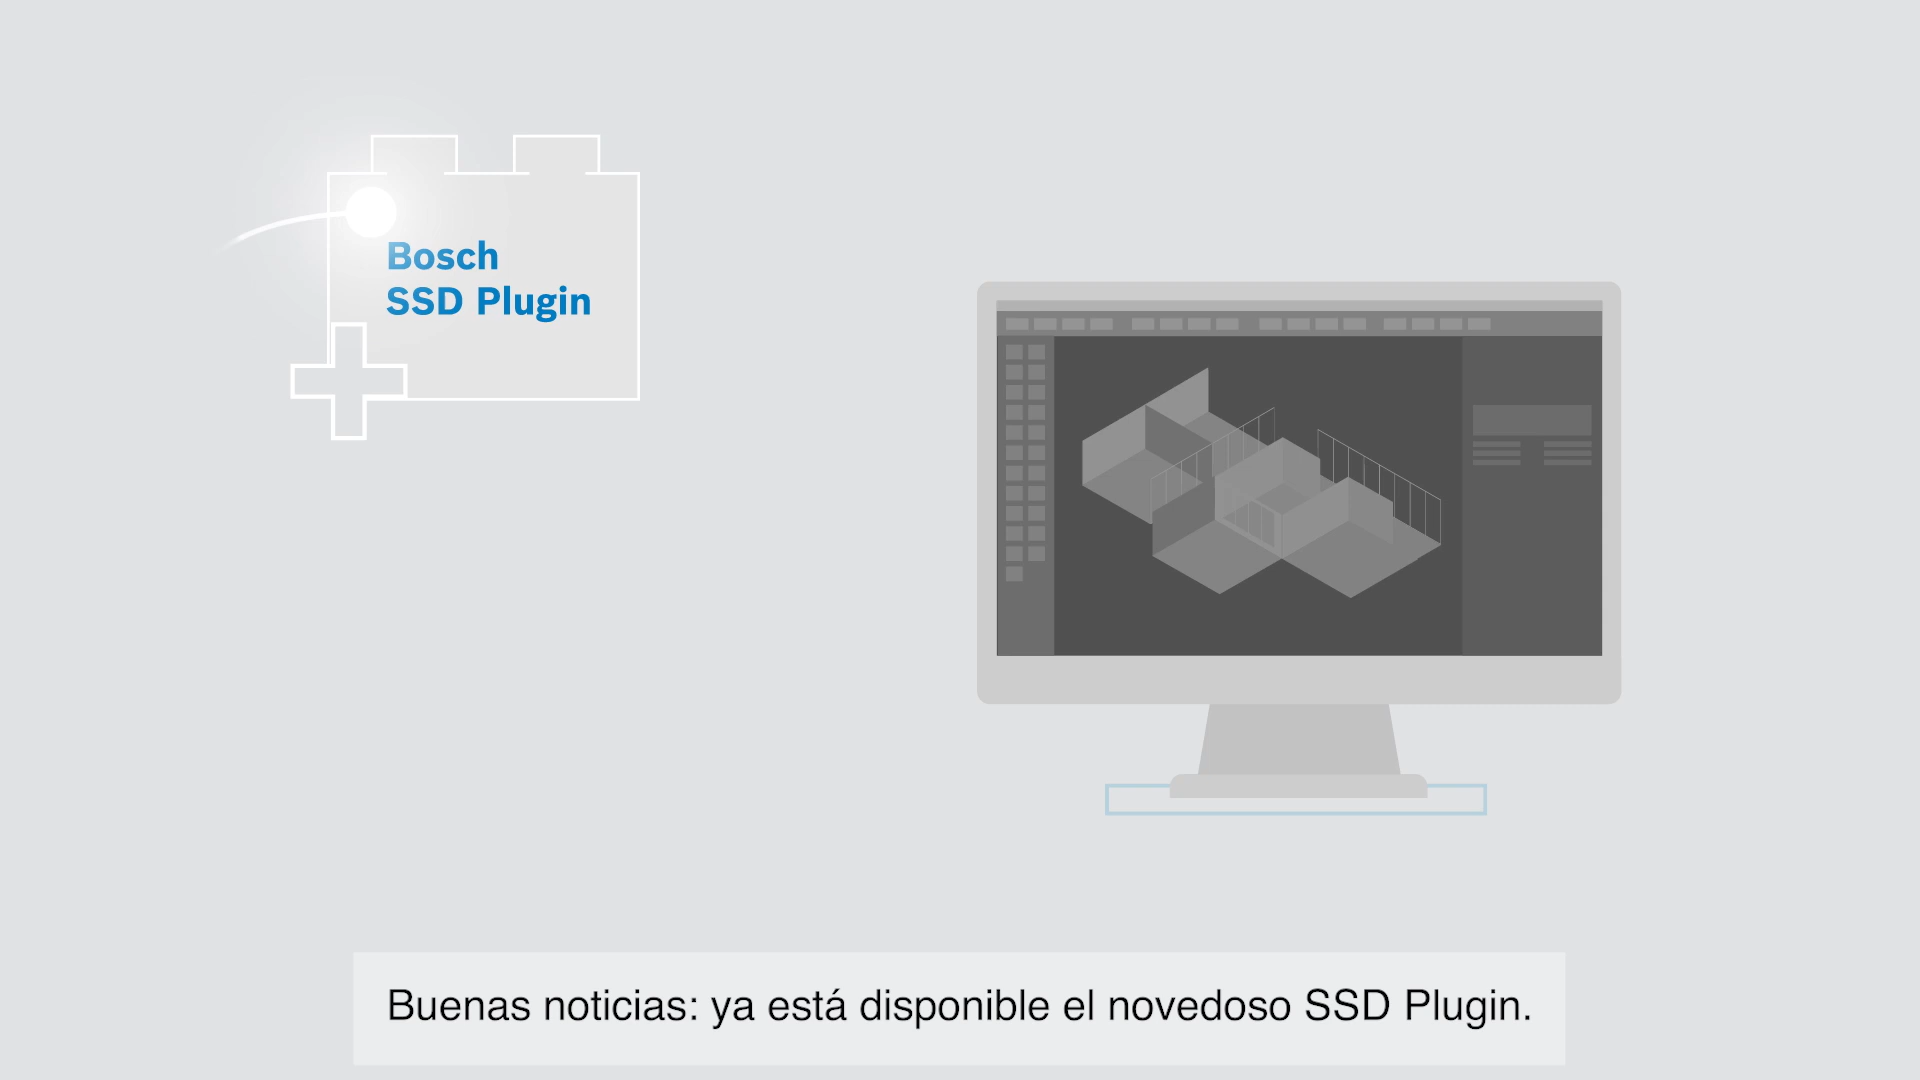 Bosch
SSD Plugin
Buenas noticias: ya está disponible el novedoso SSD Plugin.